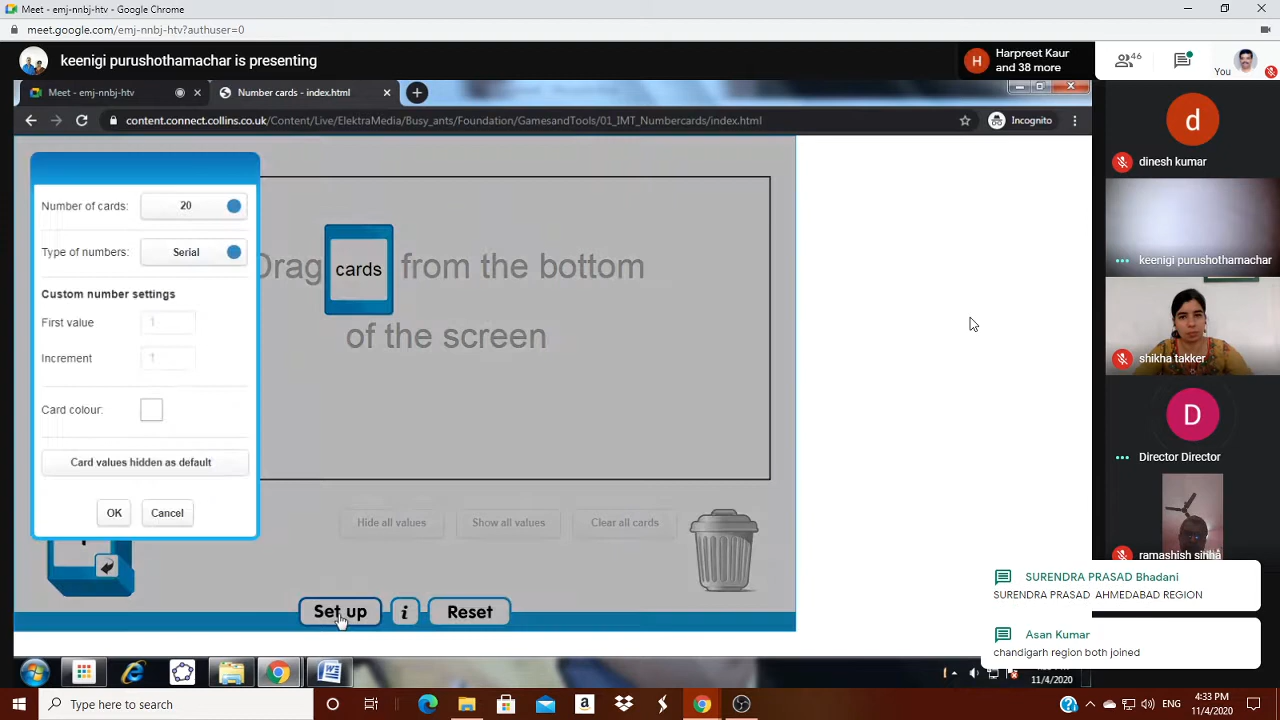 Meet - emj-nnbj-htv - Google Chrome
meet.google.com/emj-nnbj-htv?authuser=0
keenigi purushothamachar is presenting
H
Harpreet Kaur
and 38 more
46
You
Meet - emj-nnbj-htv
Number cards - index.html
content.connect.collins.co.uk/Content/Live/ElektraMedia/Busy_ants/Foundation/GamesandTools/01_IMT_Numbercards/index.html
Incognito
d
dinesh kumar
Number of cards: 20
Type of numbers: Serial
Custom number settings
First value 1
Increment 1
Card colour:
Card values hidden as default
OK Cancel
Drag cards from the bottom
of the screen
keenigi purushothamachar
shikha takker
D
Director Director
ramashish sinha
Hide all values
Show all values
Clear all cards
Set up
i
Reset
SURENDRA PRASAD Bhadani
SURENDRA PRASAD AHMEDABAD REGION
Asan Kumar
chandigarh region both joined
11/4/2020
Type here to search
ENG
4:33 PM
11/4/2020